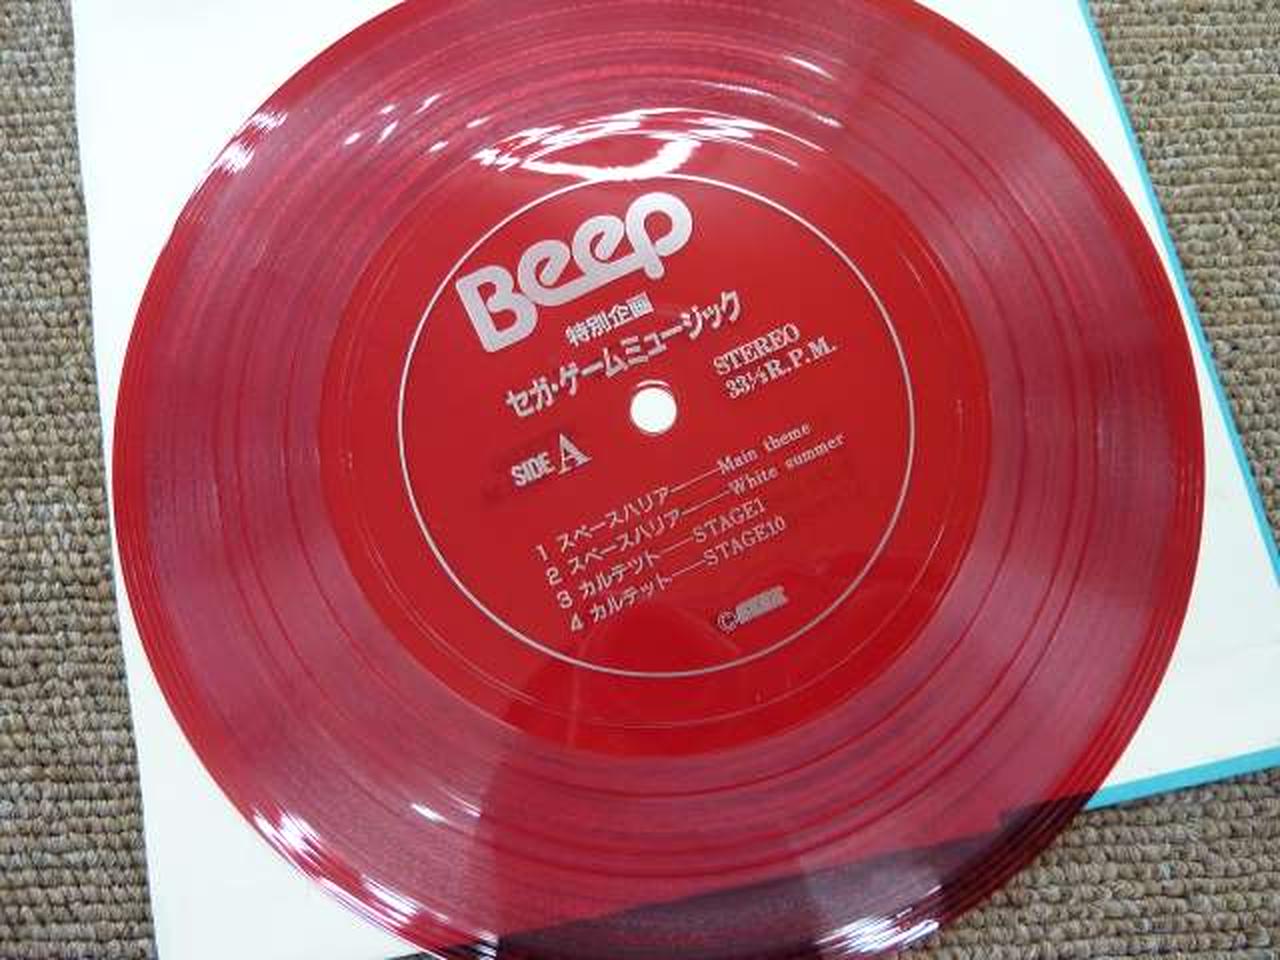 Beep
特別企画
セガ・ゲームミュージック
STEREO
33⅓R.P.M.
SIDE A
1 スペースハリアー——Main theme
2 スペースハリアー——White summer
3 カルテット——STAGE1
4 カルテット——STAGE10
©SEGA